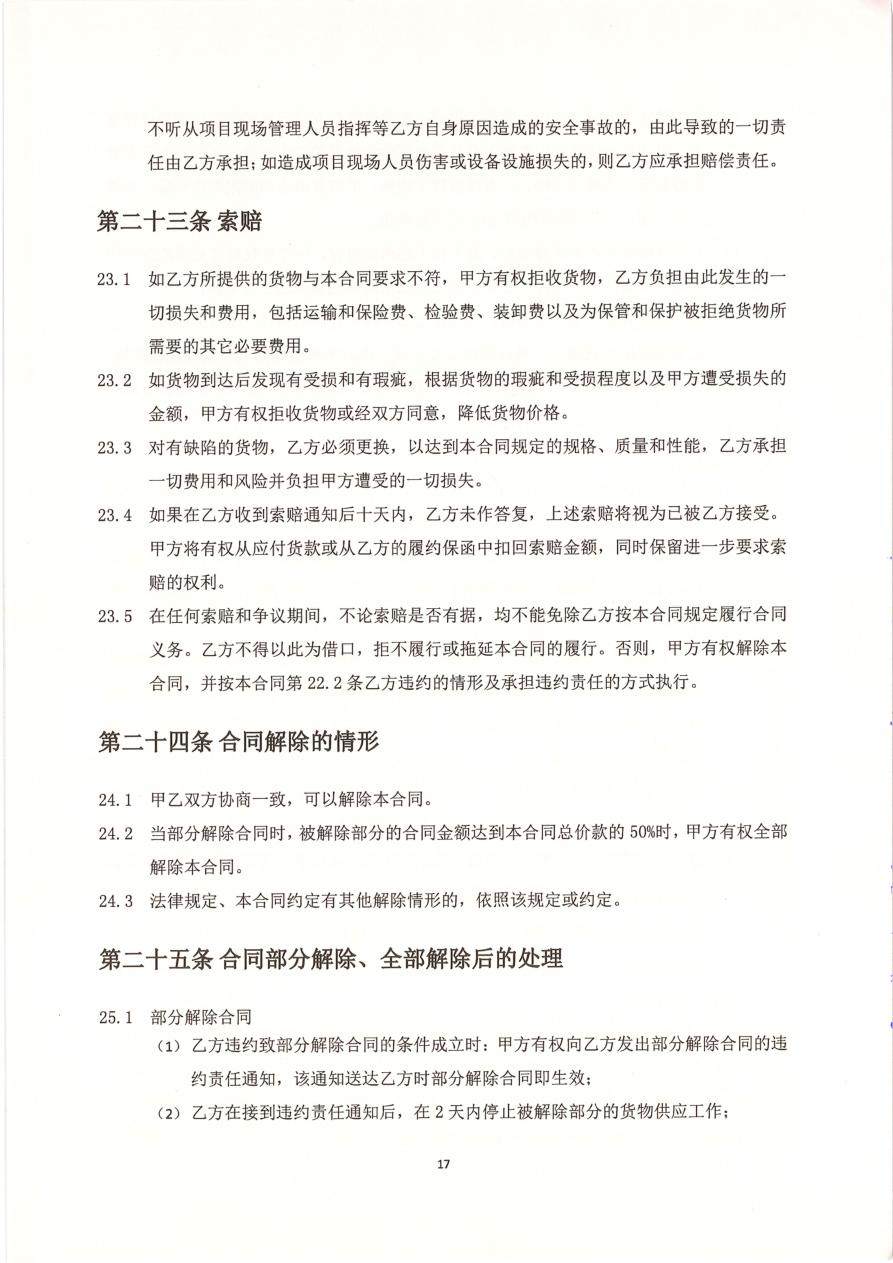 不听从项目现场管理人员指挥等乙方自身原因造成的安全事故的，由此导致的一切责
任由乙方承担；如造成项目现场人员伤害或设备设施损失的，则乙方应承担赔偿责任。
第二十三条 索赔
23.1 如乙方所提供的货物与本合同要求不符，甲方有权拒收货物，乙方负担由此发生的一
切损失和费用，包括运输和保险费、检验费、装卸费以及为保管和保护被拒绝货物所
需要的其它必要费用。
23.2 如货物到达后发现有受损和有瑕疵，根据货物的瑕疵和受损程度以及甲方遭受损失的
金额，甲方有权拒收货物或经双方同意，降低货物价格。
23.3 对有缺陷的货物，乙方必须更换，以达到本合同规定的规格、质量和性能，乙方承担
一切费用和风险并负担甲方遭受的一切损失。
23.4 如果在乙方收到索赔通知后十天内，乙方未作答复，上述索赔将视为已被乙方接受。
甲方将有权从应付货款或从乙方的履约保函中扣回索赔金额，同时保留进一步要求索
赔的权利。
23.5 在任何索赔和争议期间，不论索赔是否有据，均不能免除乙方按本合同规定履行合同
义务。乙方不得以此为借口，拒不履行或拖延本合同的履行。否则，甲方有权解除本
合同，并按本合同第 22.2 条乙方违约的情形及承担违约责任的方式执行。
第二十四条 合同解除的情形
24.1 甲乙双方协商一致，可以解除本合同。
24.2 当部分解除合同时，被解除部分的合同金额达到本合同总价款的 50%时，甲方有权全部
解除本合同。
24.3 法律规定、本合同约定有其他解除情形的，依照该规定或约定。
第二十五条 合同部分解除、全部解除后的处理
25.1 部分解除合同
（1）乙方违约致部分解除合同的条件成立时：甲方有权向乙方发出部分解除合同的违
约责任通知，该通知送达乙方时部分解除合同即生效；
（2）乙方在接到违约责任通知后，在 2 天内停止被解除部分的货物供应工作；
17